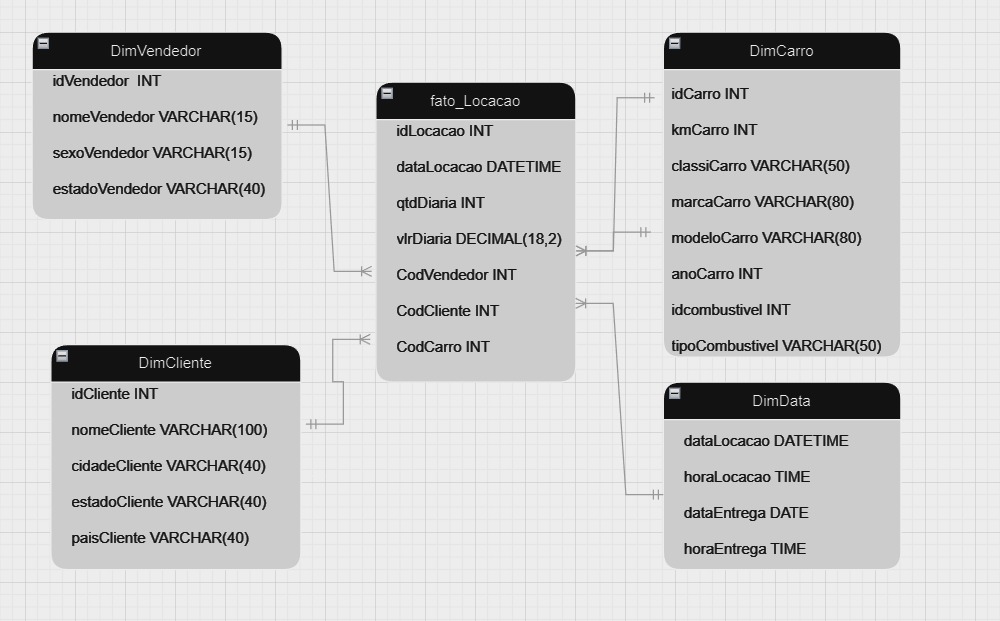 DimVendedor
idVendedor INT
nomeVendedor VARCHAR(15)
sexoVendedor VARCHAR(15)
estadoVendedor VARCHAR(40)
fato_Locacao
idLocacao INT
dataLocacao DATETIME
qtdDiaria INT
vlrDiaria DECIMAL(18,2)
CodVendedor INT
CodCliente INT
CodCarro INT
DimCarro
idCarro INT
kmCarro INT
classiCarro VARCHAR(50)
marcaCarro VARCHAR(80)
modeloCarro VARCHAR(80)
anoCarro INT
idcombustivel INT
tipoCombustivel VARCHAR(50)
DimCliente
idCliente INT
nomeCliente VARCHAR(100)
cidadeCliente VARCHAR(40)
estadoCliente VARCHAR(40)
paisCliente VARCHAR(40)
DimData
dataLocacao DATETIME
horaLocacao TIME
dataEntrega DATE
horaEntrega TIME